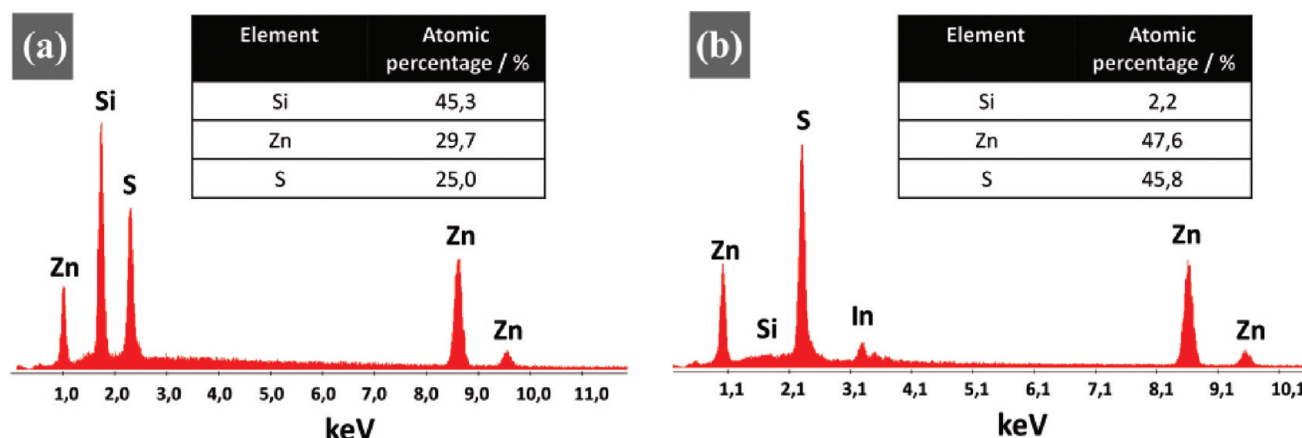 (a)
Element Atomic
percentage / %
Si 45,3
Zn 29,7
S 25,0
Si
S
Zn
Zn
Zn
1,0 2,0 3,0 4,0 5,0 6,0 7,0 8,0 9,0 10,0 11,0
keV
(b)
Element Atomic
percentage / %
Si 2,2
Zn 47,6
S 45,8
S
Zn
Zn
Si
In
Zn
1,1 2,1 3,1 4,1 5,1 6,1 7,1 8,1 9,1 10,1
keV